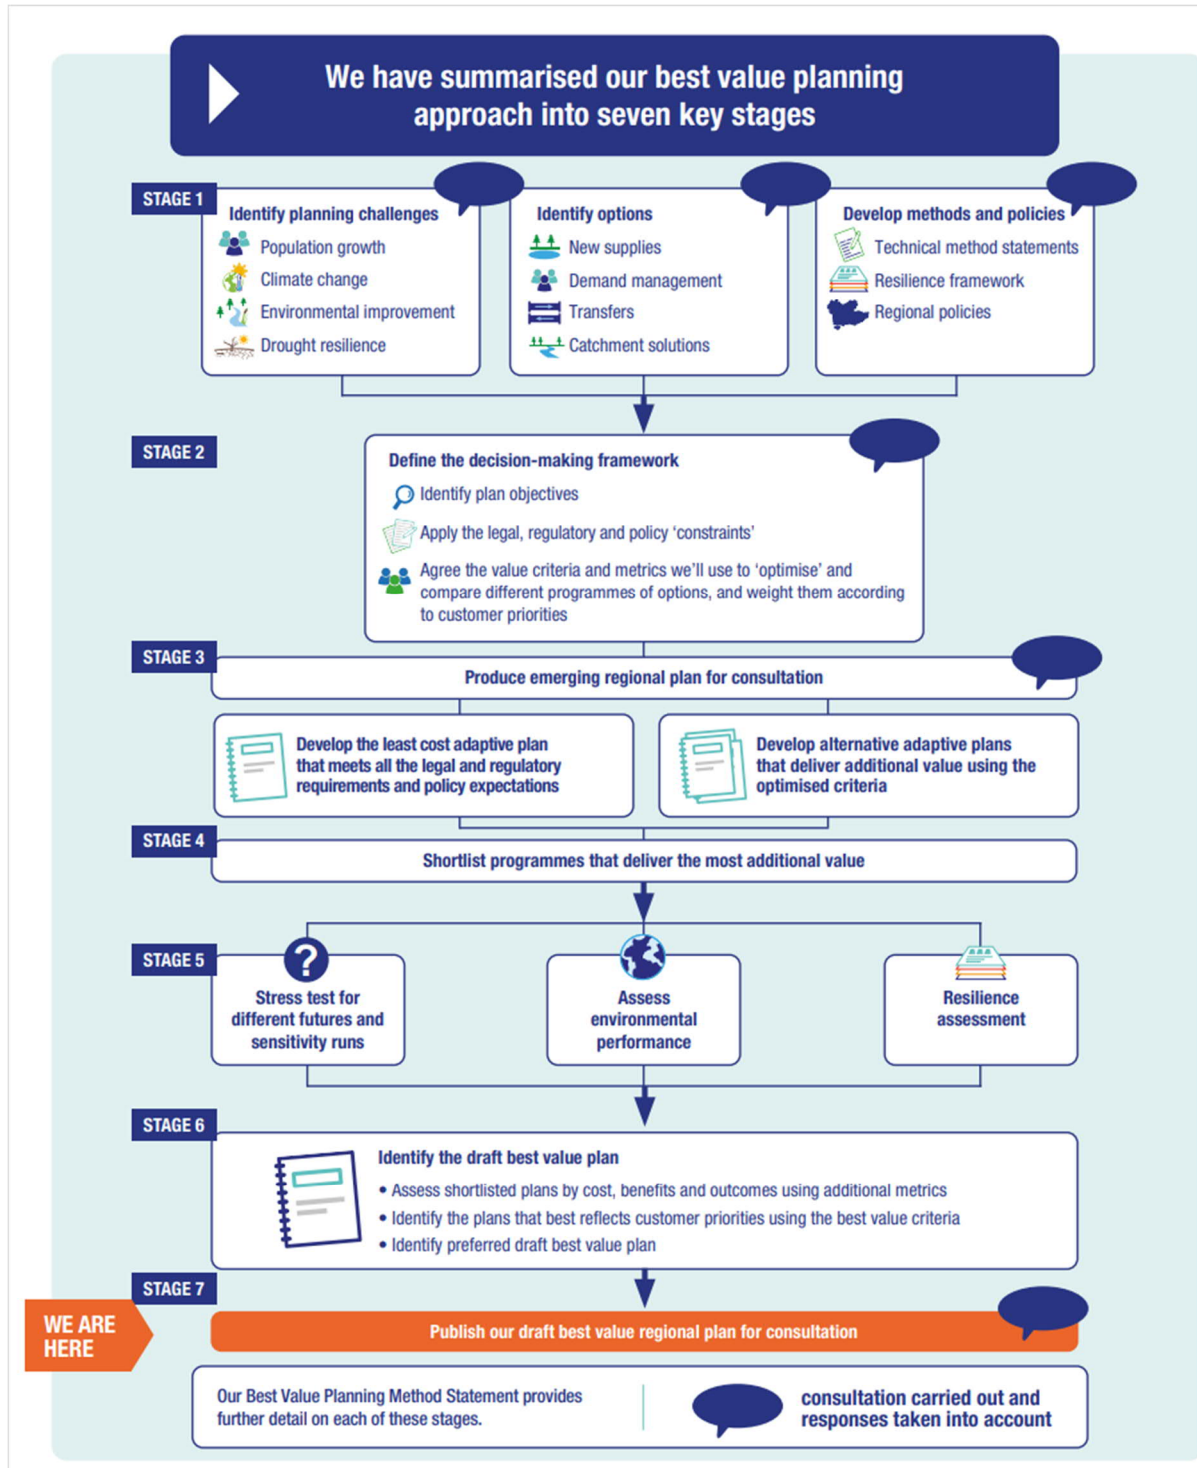 We have summarised our best value planning
approach into seven key stages
STAGE 1
Identify planning challenges
Population growth
Climate change
Environmental improvement
Drought resilience
Identify options
New supplies
Demand management
Transfers
Catchment solutions
Develop methods and policies
Technical method statements
Resilience framework
Regional policies
STAGE 2
Define the decision-making framework
Identify plan objectives
Apply the legal, regulatory and policy ‘constraints’
Agree the value criteria and metrics we’ll use to ‘optimise’ and
compare different programmes of options, and weight them according
to customer priorities
STAGE 3
Produce emerging regional plan for consultation
Develop the least cost adaptive plan
that meets all the legal and regulatory
requirements and policy expectations
Develop alternative adaptive plans
that deliver additional value using the
optimised criteria
STAGE 4
Shortlist programmes that deliver the most additional value
STAGE 5
?
Stress test for
different futures and
sensitivity runs
Assess
environmental
performance
Resilience
assessment
STAGE 6
Identify the draft best value plan
• Assess shortlisted plans by cost, benefits and outcomes using additional metrics
• Identify the plans that best reflects customer priorities using the best value criteria
• Identify preferred draft best value plan
STAGE 7
WE ARE
HERE
Publish our draft best value regional plan for consultation
Our Best Value Planning Method Statement provides
further detail on each of these stages.
consultation carried out and
responses taken into account